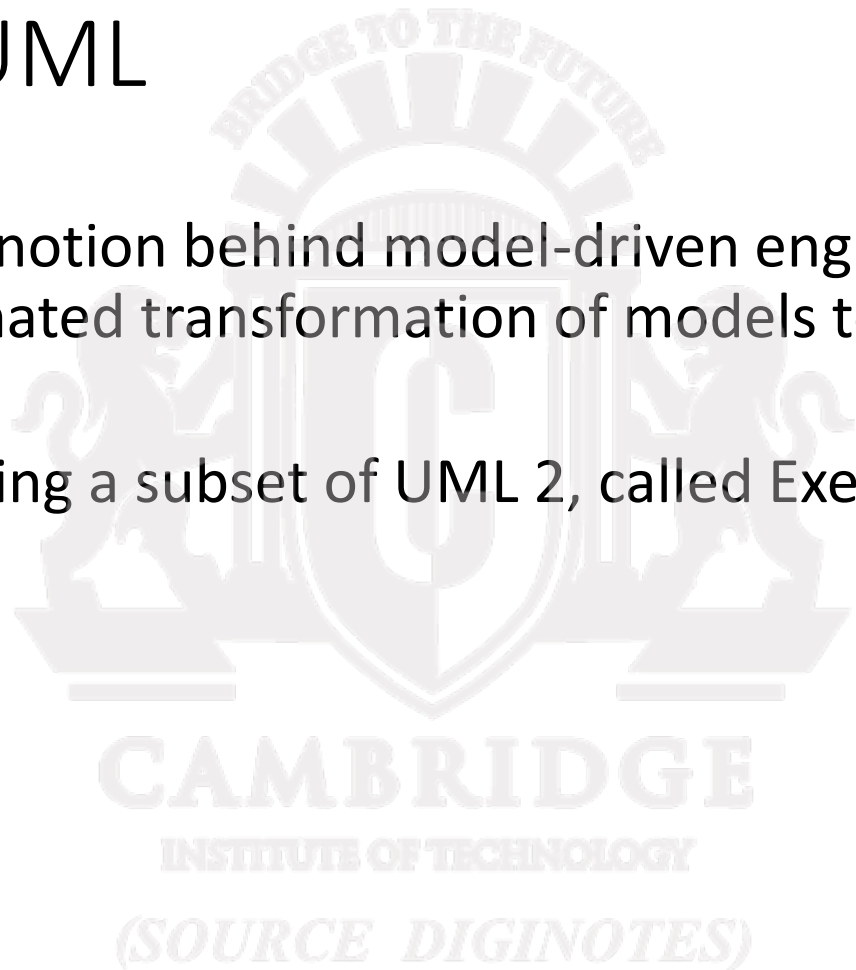 UML
BRIDGE TO THE FUTURE
notion behind model-driven eng
nated transformation of models t
ing a subset of UML 2, called Exe
CAMBRIDGE
INSTITUTE OF TECHNOLOGY
(SOURCE DIGINOTES)